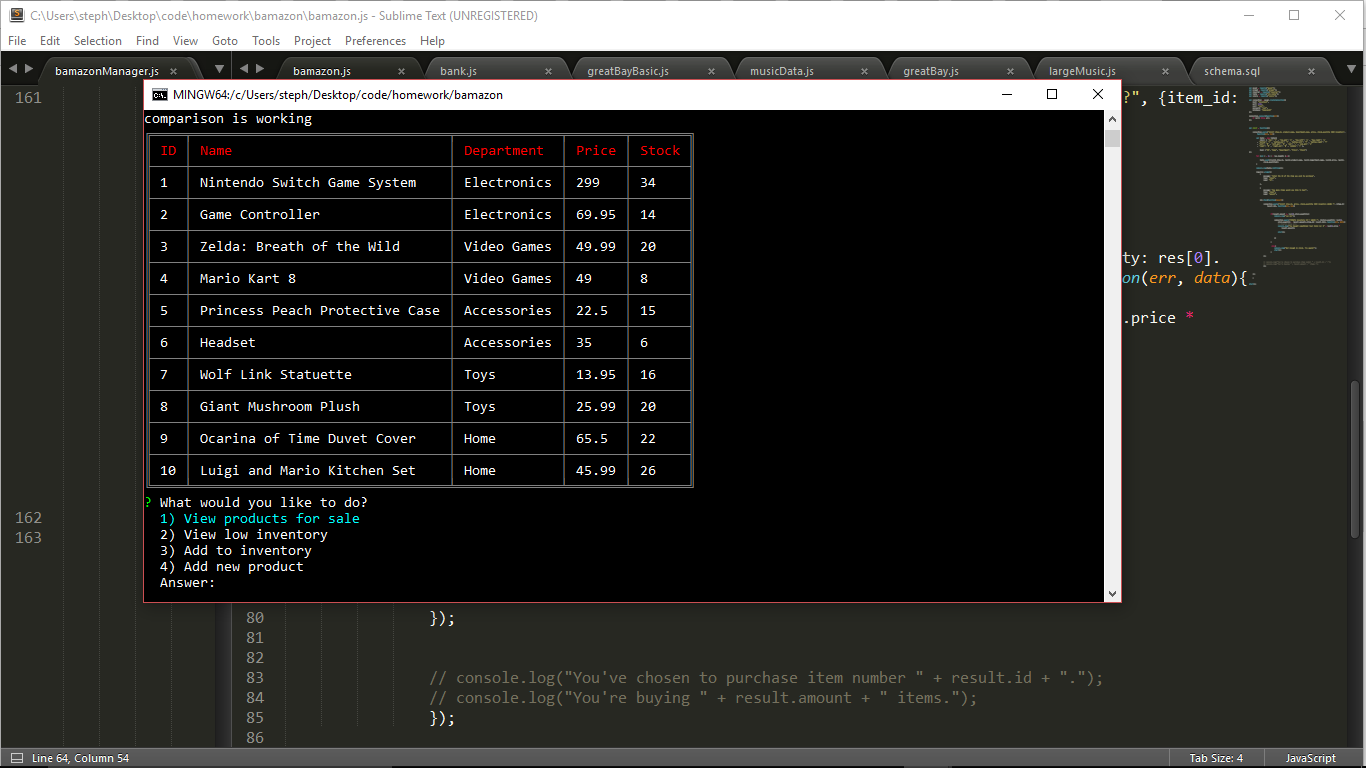 C:\Users\steph\Desktop\code\homework\bamazon\bamazon.js - Sublime Text (UNREGISTERED)
File Edit Selection Find View Goto Tools Project Preferences Help
bamazonManager.js × bamazon.js × bank.js × greatBayBasic.js × musicData.js × greatBay.js × largeMusic.js × schema.sql ×
161
?", {item_id:
MINGW64:/c/Users/steph/Desktop/code/homework/bamazon
comparison is working
ID Name Department Price Stock
1 Nintendo Switch Game System Electronics 299 34
2 Game Controller Electronics 69.95 14
3 Zelda: Breath of the Wild Video Games 49.99 20
4 Mario Kart 8 Video Games 49 8
5 Princess Peach Protective Case Accessories 22.5 15
6 Headset Accessories 35 6
7 Wolf Link Statuette Toys 13.95 16
8 Giant Mushroom Plush Toys 25.99 20
9 Ocarina of Time Duvet Cover Home 65.5 22
10 Luigi and Mario Kitchen Set Home 45.99 26
? What would you like to do?
1) View products for sale
2) View low inventory
3) Add to inventory
4) Add new product
Answer:
ty: res[0].
on(err, data){
.price *
162
163
80 });
81
82
83 // console.log("You've chosen to purchase item number " + result.id + ".");
84 // console.log("You're buying " + result.amount + " items.");
85 });
86
Line 64, Column 54
Tab Size: 4
JavaScript